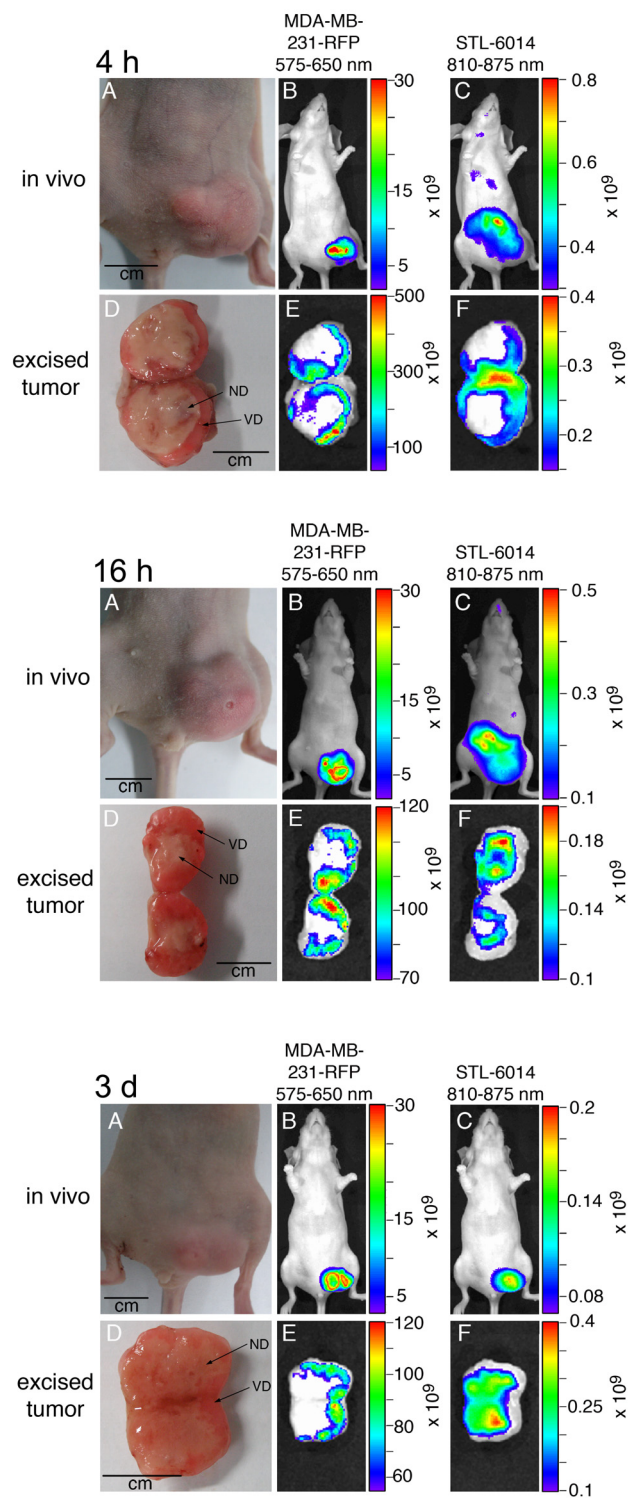 MDA-MB-
231-RFP
575-650 nm
STL-6014
810-875 nm
4 h
in vivo
A
cm
B
30
15
5
x 10⁹
C
0.8
0.6
0.4
x 10⁹
excised
tumor
D
ND
VD
cm
E
500
300
100
x 10⁹
F
0.4
0.3
0.2
x 10⁹
MDA-MB-
231-RFP
575-650 nm
STL-6014
810-875 nm
16 h
in vivo
A
cm
B
30
15
5
x 10⁹
C
0.5
0.3
0.1
x 10⁹
excised
tumor
D
VD
ND
cm
E
120
100
70
x 10⁹
F
0.18
0.14
0.1
x 10⁹
MDA-MB-
231-RFP
575-650 nm
STL-6014
810-875 nm
3 d
in vivo
A
cm
B
30
15
5
x 10⁹
C
0.2
0.14
0.08
x 10⁹
excised
tumor
D
ND
VD
cm
E
120
100
80
60
x 10⁹
F
0.4
0.25
0.1
x 10⁹